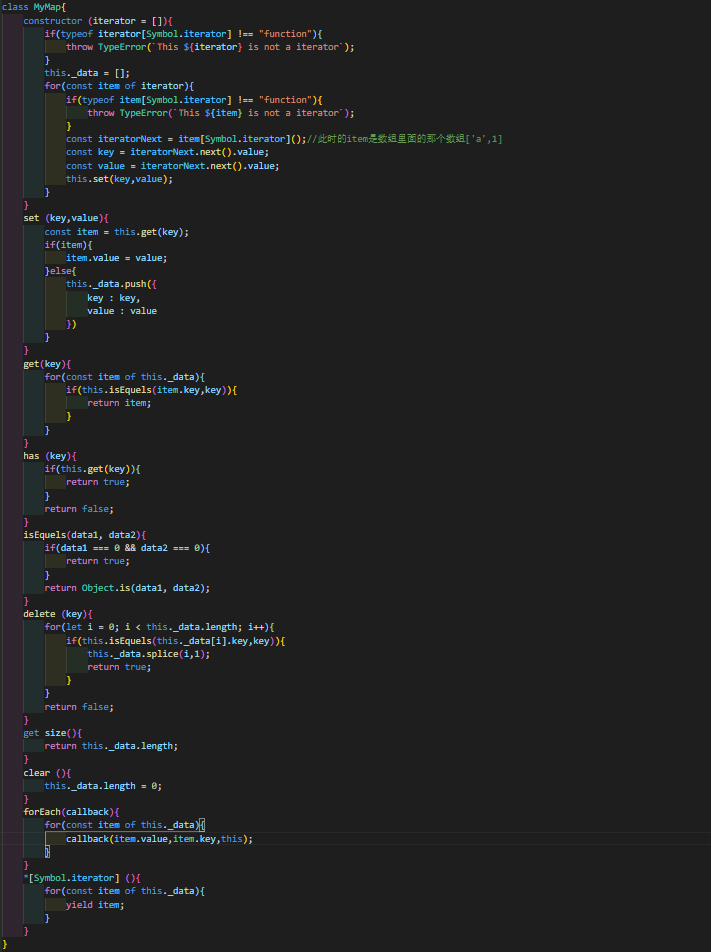 class MyMap{
    constructor (iterator = []){
        if(typeof iterator[Symbol.iterator] !== "function"){
            throw TypeError(`This ${iterator} is not a iterator`);
        }
        this._data = [];
        for(const item of iterator){
            if(typeof item[Symbol.iterator] !== "function"){
                throw TypeError(`This ${item} is not a iterator`);
            }
            const iteratorNext = item[Symbol.iterator]();//此时的item是数组里面的那个数组['a',1]
            const key = iteratorNext.next().value;
            const value = iteratorNext.next().value;
            this.set(key,value);
        }
    }
    set (key,value){
        const item = this.get(key);
        if(item){
            item.value = value;
        }else{
            this._data.push({
                key : key,
                value : value
            })
        }
    }
    get(key){
        for(const item of this._data){
            if(this.isEquels(item.key,key)){
                return item;
            }
        }
    }
    has (key){
        if(this.get(key)){
            return true;
        }
        return false;
    }
    isEquels(data1, data2){
        if(data1 === 0 && data2 === 0){
            return true;
        }
        return Object.is(data1, data2);
    }
    delete (key){
        for(let i = 0; i < this._data.length; i++){
            if(this.isEquels(this._data[i].key,key)){
                this._data.splice(i,1);
                return true;
            }
        }
        return false;
    }
    get size(){
        return this._data.length;
    }
    clear (){
        this._data.length = 0;
    }
    forEach(callback){
        for(const item of this._data){
            callback(item.value,item.key,this);
        }
    }
    *[Symbol.iterator] (){
        for(const item of this._data){
            yield item;
        }
    }
}